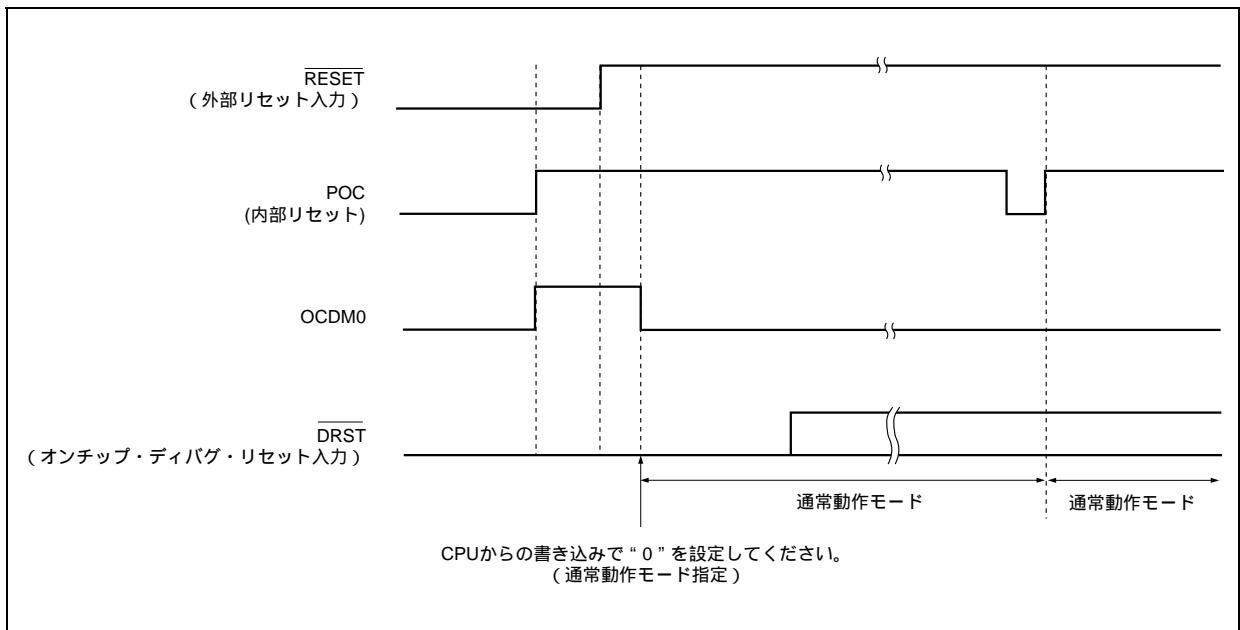 RESET
（外部リセット入力）
POC
(内部リセット)
OCDM0
DRST
（オンチップ・ディバグ・リセット入力）
通常動作モード
通常動作モード
CPUからの書き込みで“0”を設定してください。
（通常動作モード指定）